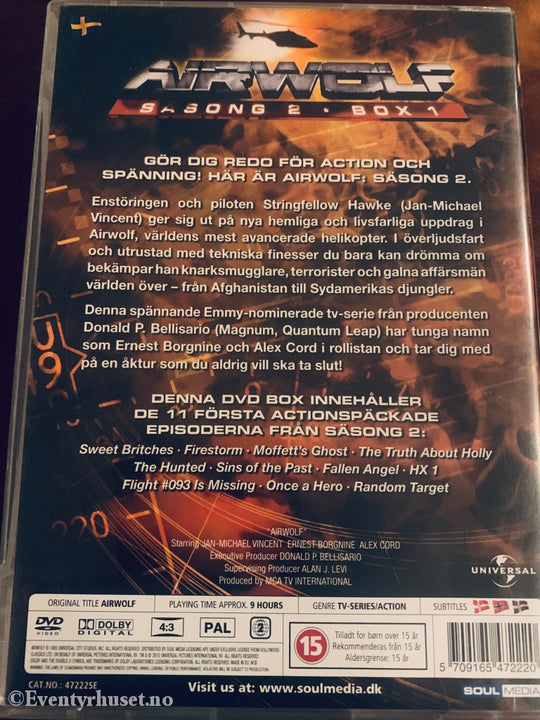 AIRWOLF
SÄSONG 2 · BOX 1
GÖR DIG REDO FÖR ACTION OCH
SPÄNNING! HÄR ÄR AIRWOLF: SÄSONG 2.
Enstöringen och piloten Stringfellow Hawke (Jan-Michael
Vincent) ger sig ut på nya hemliga och livsfarliga uppdrag i
Airwolf, världens mest avancerade helikopter. I överljudsfart
och utrustad med tekniska finesser du bara kan drömma om
bekämpar han knarksmugglare, terrorister och galna affärsmän
världen över – från Afghanistan till Sydamerikas djungler.
Denna spännande Emmy-nominerade tv-serie från producenten
Donald P. Bellisario (Magnum, Quantum Leap) har tunga namn
som Ernest Borgnine och Alex Cord i rollistan och tar dig med
på en åktur som du aldrig vill ska ta slut!
DENNA DVD BOX INNEHÅLLER
DE 11 FÖRSTA ACTIONSPÄCKADE
EPISODERNA FRÅN SÄSONG 2:
Sweet Britches · Firestorm · Moffett's Ghost · The Truth About Holly
The Hunted · Sins of the Past · Fallen Angel · HX 1
Flight #093 Is Missing · Once a Hero · Random Target
220
"AIRWOLF"
Starring JAN-MICHAEL VINCENT ERNEST BORGNINE ALEX CORD
Executive Producer DONALD P. BELLISARIO
Supervising Producer ALAN J. LEVI
Produced by MCA TV INTERNATIONAL
UNIVERSAL
ORIGINAL TITLE AIRWOLF
PLAYING TIME APPROX. 9 HOURS
GENRE TV-SERIES/ACTION
SUBTITLES
DVD VIDEO
DOLBY DIGITAL
4:3
PAL
2
15
Tilladt for børn over 15 år
Rekommenderas från 15 år
Aldersgrense: 15 år
5 709165 472220
CAT.NO.: 472225E
Visit us at: www.soulmedia.dk
SOUL MEDIA
© Eventyrhuset.no